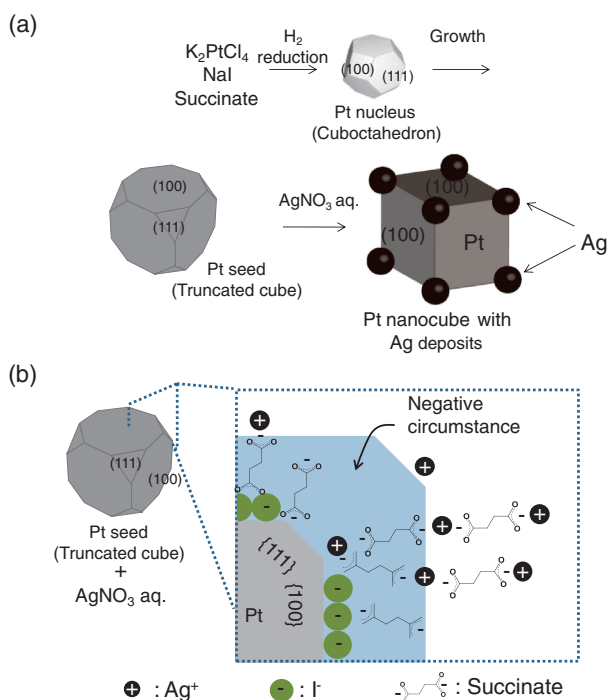 (a)
K₂PtCl₄
NaI
Succinate
H₂
reduction
(100)
(111)
Pt nucleus
(Cuboctahedron)
Growth
(100)
(111)
Pt seed
(Truncated cube)
AgNO₃ aq.
(100)
(100)
Pt
Ag
Pt nanocube with
Ag deposits
(b)
(111)
(100)
Pt seed
(Truncated cube)
+
AgNO₃ aq.
Negative
circumstance
{111}
{100}
Pt
+ : Ag⁺
- : I⁻
- - : Succinate